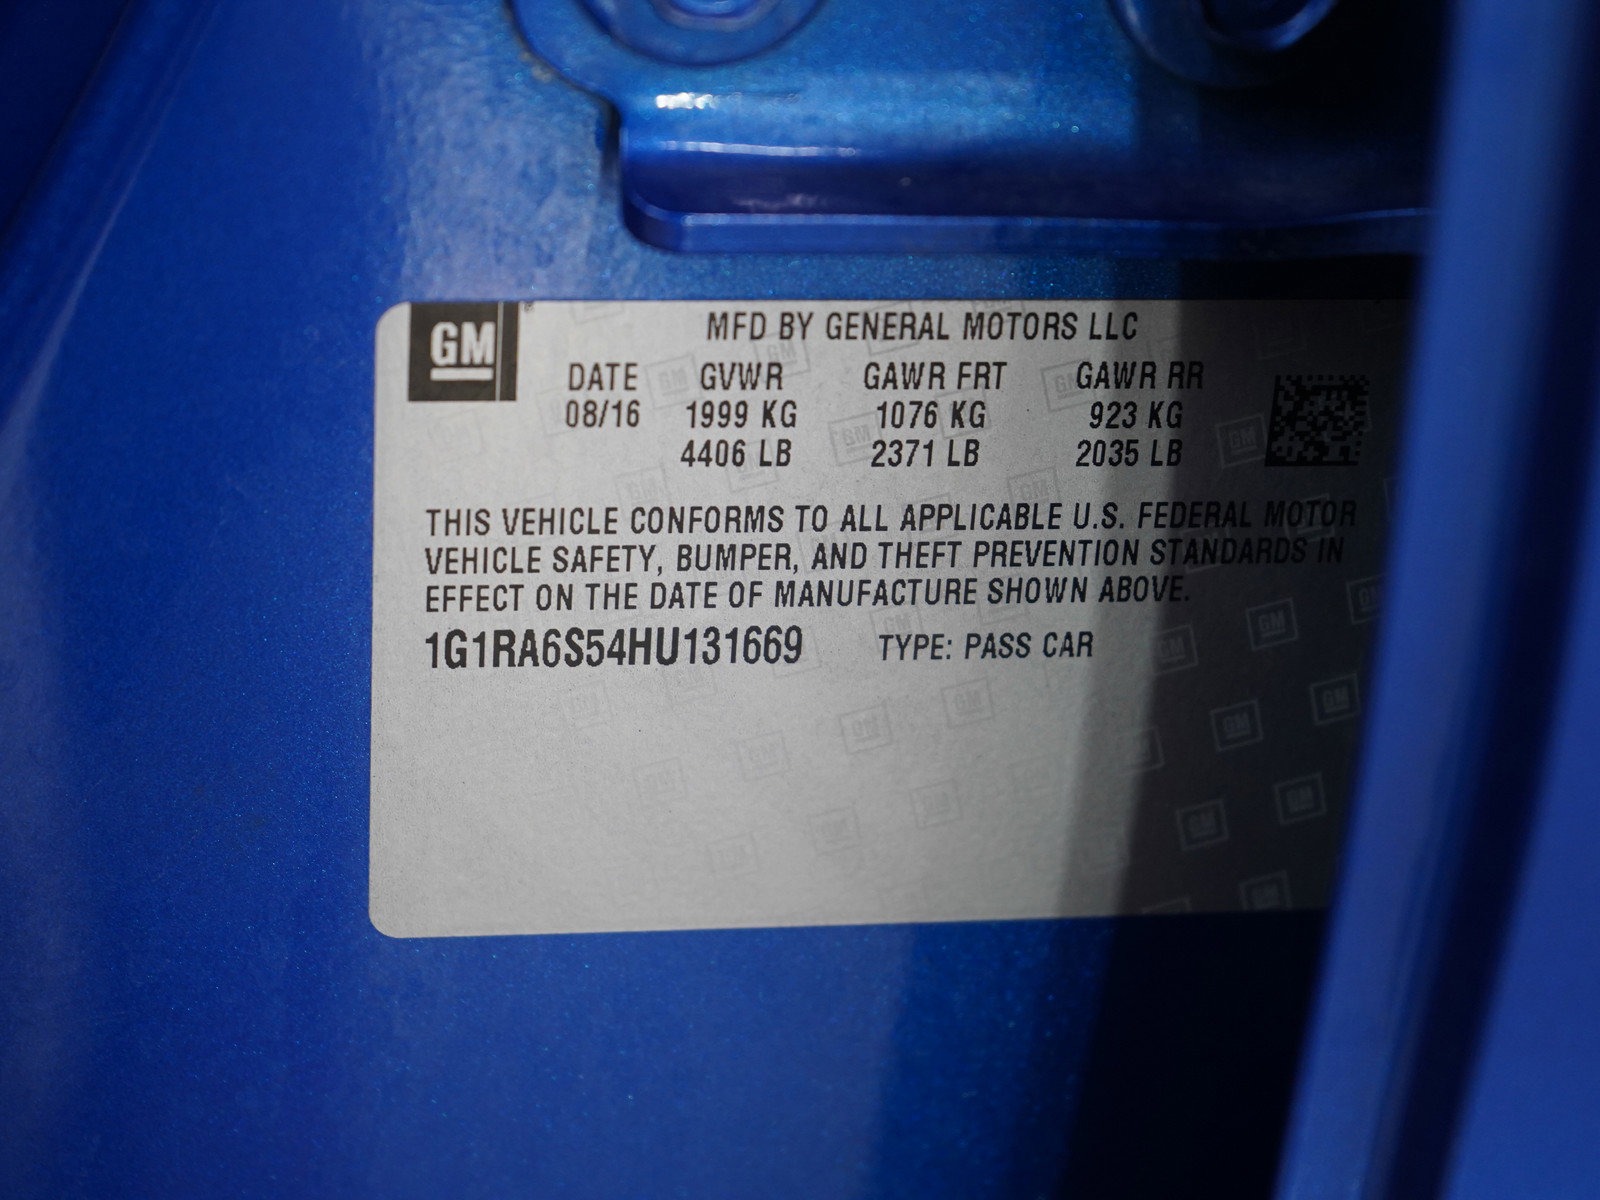 GM
MFD BY GENERAL MOTORS LLC
DATE GVWR GAWR FRT GAWR RR
08/16 1999 KG 1076 KG 923 KG
4406 LB 2371 LB 2035 LB
THIS VEHICLE CONFORMS TO ALL APPLICABLE U.S. FEDERAL MOTOR
VEHICLE SAFETY, BUMPER, AND THEFT PREVENTION STANDARDS IN
EFFECT ON THE DATE OF MANUFACTURE SHOWN ABOVE.
1G1RA6S54HU131669 TYPE: PASS CAR